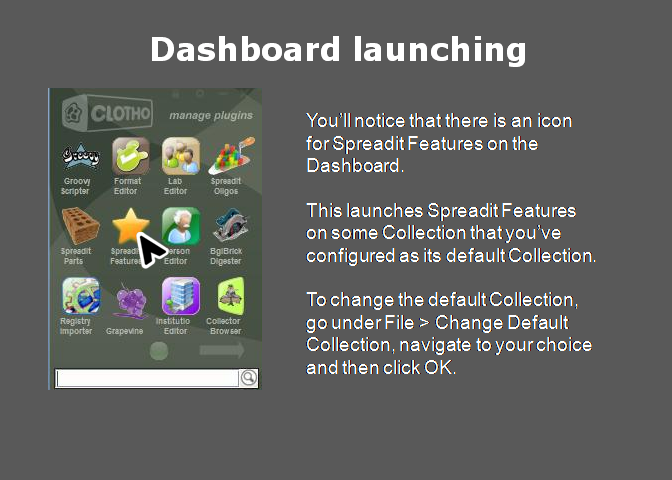 Dashboard launching
CLOTHO
manage plugins
Groovy
Groovy Scripter
Format Editor
Lab Editor
Spreadit Oligos
Spreadit Parts
Spreadit Features
erson Editor
BglBrick Digester
Registry Importer
Grapevine
Institutio Editor
Collector Browser
You'll notice that there is an icon
for Spreadit Features on the
Dashboard.
This launches Spreadit Features
on some Collection that you've
configured as its default Collection.
To change the default Collection,
go under File > Change Default
Collection, navigate to your choice
and then click OK.